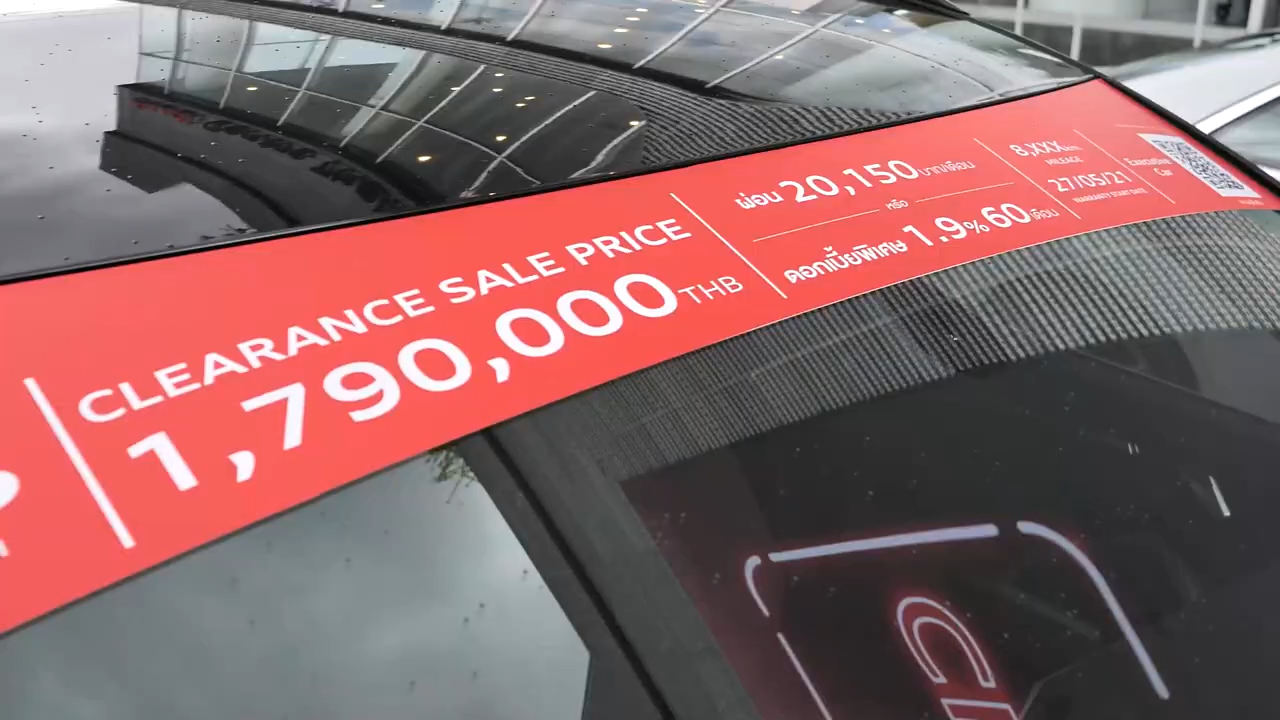 CLEARANCE SALE PRICE
1,790,000 THB
ผ่อน 20,150 บาท/เดือน
หรือ
ดอกเบี้ยพิเศษ 1.9% 60 เดือน
8,XXX km.
MILEAGE
27/05/21
WARRANTY START DATE
Executive
Car